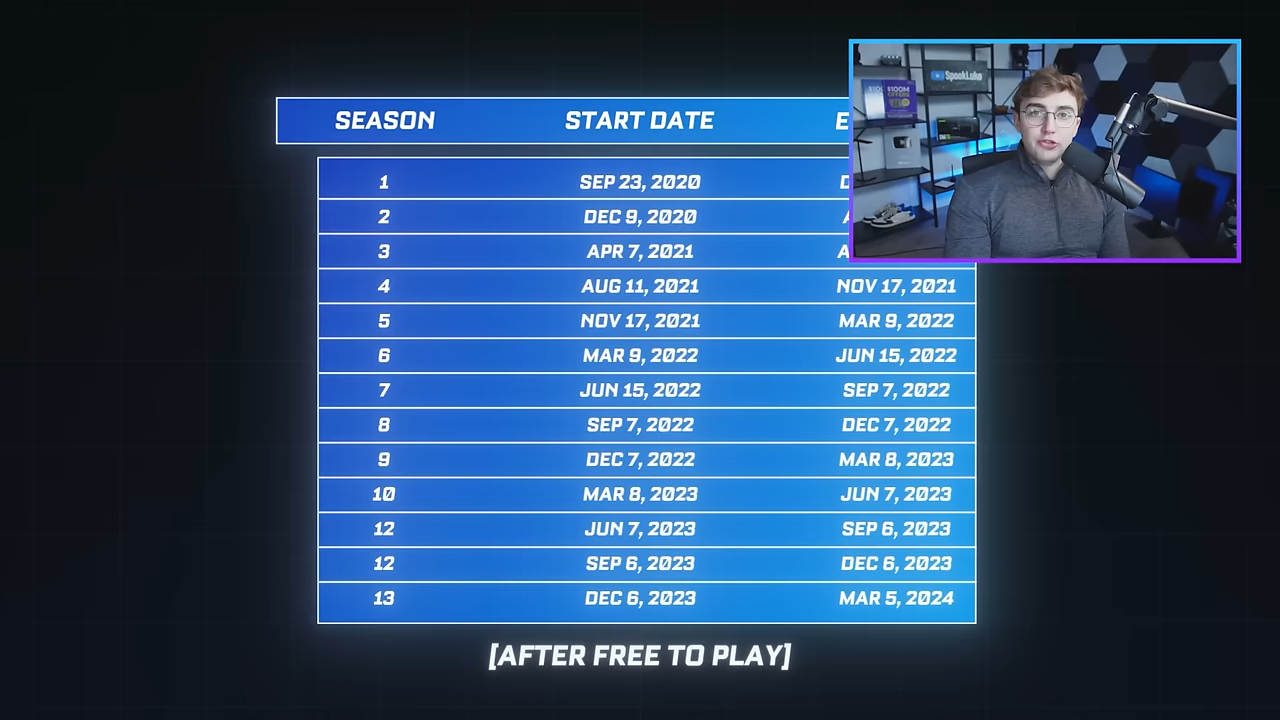 SEASON START DATE E
1 SEP 23, 2020 D
2 DEC 9, 2020 A
3 APR 7, 2021 A
4 AUG 11, 2021 NOV 17, 2021
5 NOV 17, 2021 MAR 9, 2022
6 MAR 9, 2022 JUN 15, 2022
7 JUN 15, 2022 SEP 7, 2022
8 SEP 7, 2022 DEC 7, 2022
9 DEC 7, 2022 MAR 8, 2023
10 MAR 8, 2023 JUN 7, 2023
12 JUN 7, 2023 SEP 6, 2023
12 SEP 6, 2023 DEC 6, 2023
13 DEC 6, 2023 MAR 5, 2024
[AFTER FREE TO PLAY]
SpookLuke
$100M
OFFERS